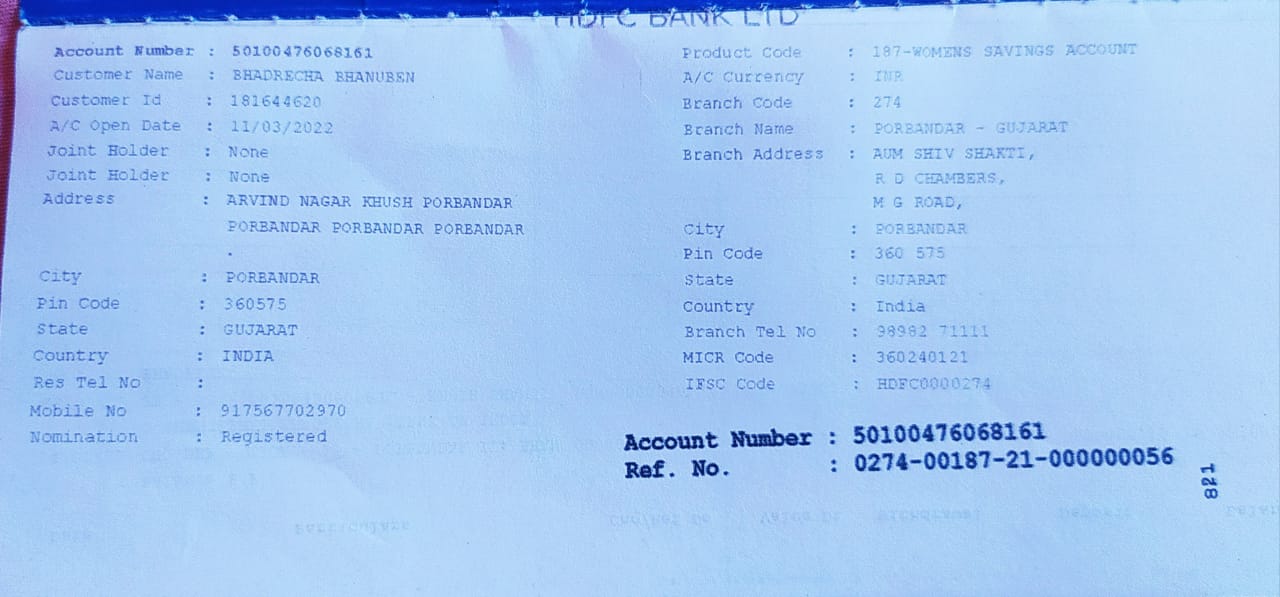 HDFC BANK LTD
Account Number : 50100476068161
Customer Name : BHADRECHA BHANUBEN
Customer Id : 181644620
A/C Open Date : 11/03/2022
Joint Holder : None
Joint Holder : None
Address : ARVIND NAGAR KHUSH PORBANDAR
PORBANDAR PORBANDAR PORBANDAR
.
City : PORBANDAR
Pin Code : 360575
State : GUJARAT
Country : INDIA
Res Tel No :
Mobile No : 917567702970
Nomination : Registered
Product Code : 187-WOMENS SAVINGS ACCOUNT
A/C Currency : INR
Branch Code : 274
Branch Name : PORBANDAR - GUJARAT
Branch Address : AUM SHIV SHAKTI,
R D CHAMBERS,
M G ROAD,
City : PORBANDAR
Pin Code : 360 575
State : GUJARAT
Country : India
Branch Tel No : 98982 71111
MICR Code : 360240121
IFSC Code : HDFC0000274
Account Number : 50100476068161
Ref. No. : 0274-00187-21-000000056
821